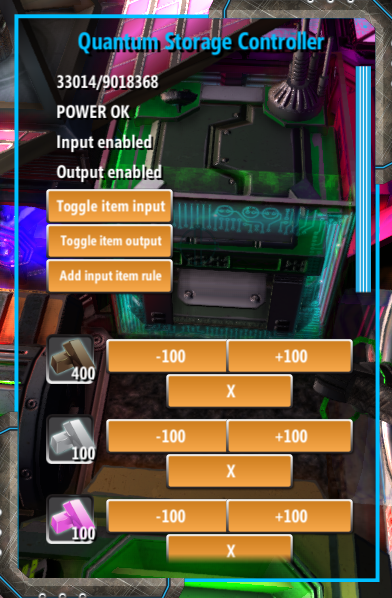 Quantum Storage Controller
33014/9018368
POWER OK
Input enabled
Output enabled
Toggle item input
Toggle item output
Add input item rule
400
-100 +100
X
100
-100 +100
X
100
-100 +100
X